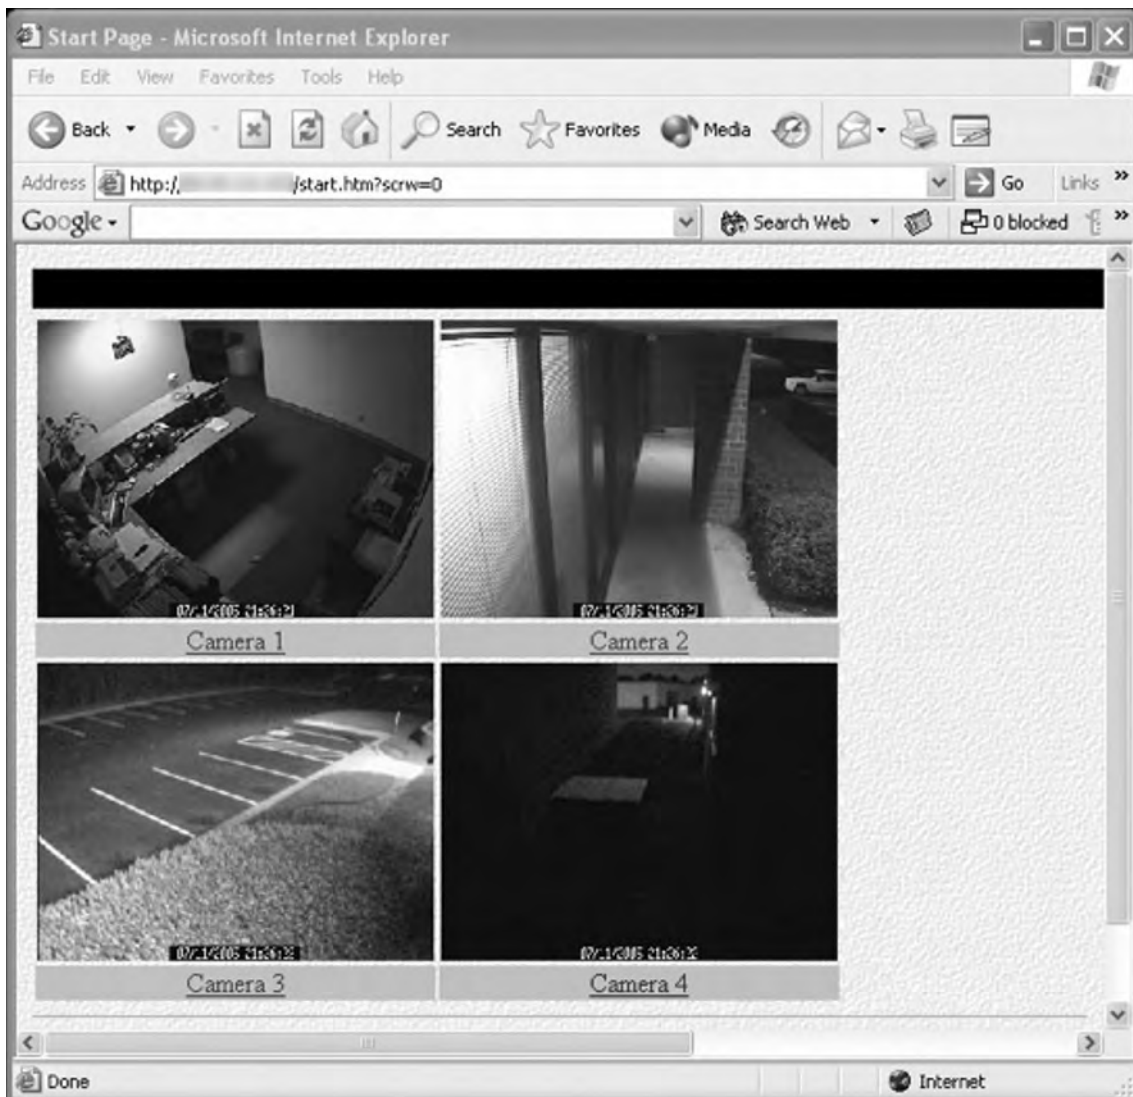 Start Page - Microsoft Internet Explorer
File Edit View Favorites Tools Help
Back Search Favorites Media
Address http:/ /start.htm?scrw=0 Go Links »
Google Search Web 0 blocked »
Camera 1
Camera 2
Camera 3
Camera 4
Done Internet